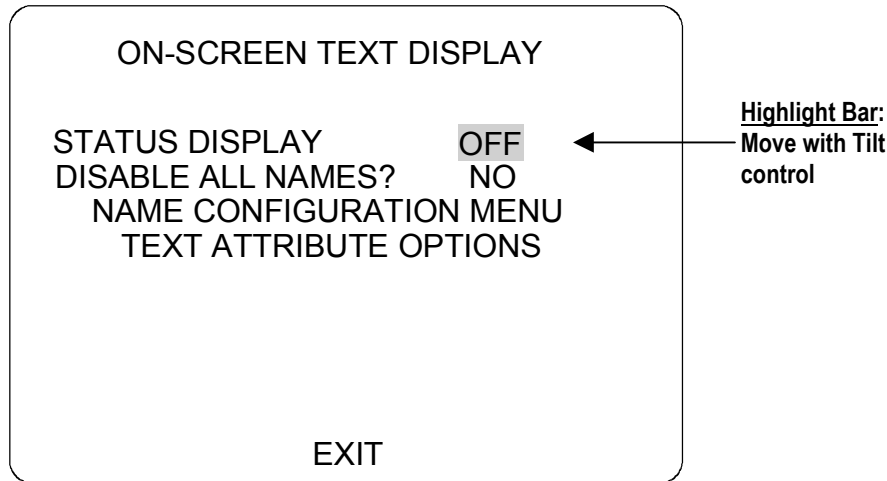 ON-SCREEN TEXT DISPLAY
STATUS DISPLAY OFF
DISABLE ALL NAMES? NO
NAME CONFIGURATION MENU
TEXT ATTRIBUTE OPTIONS
EXIT
Highlight Bar:
Move with Tilt
control